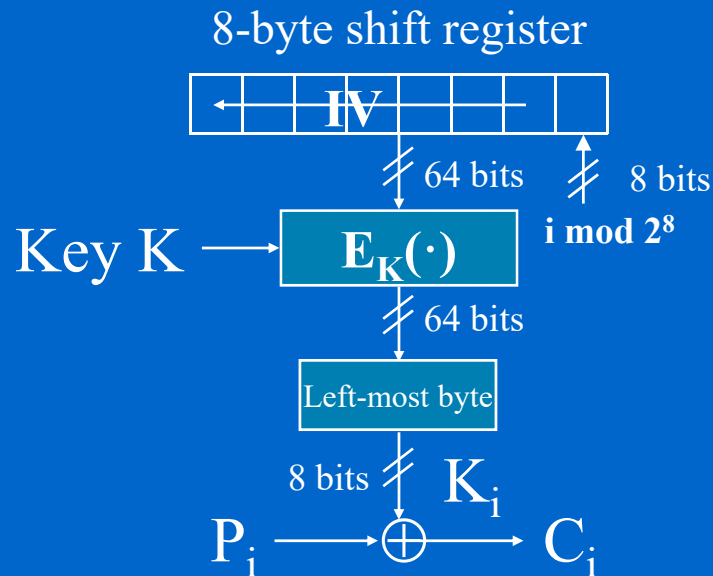 8-byte shift register
IV
64 bits
8 bits
i mod 2⁸
Key K
E_K(·)
64 bits
Left-most byte
8 bits
K_i
P_i
C_i